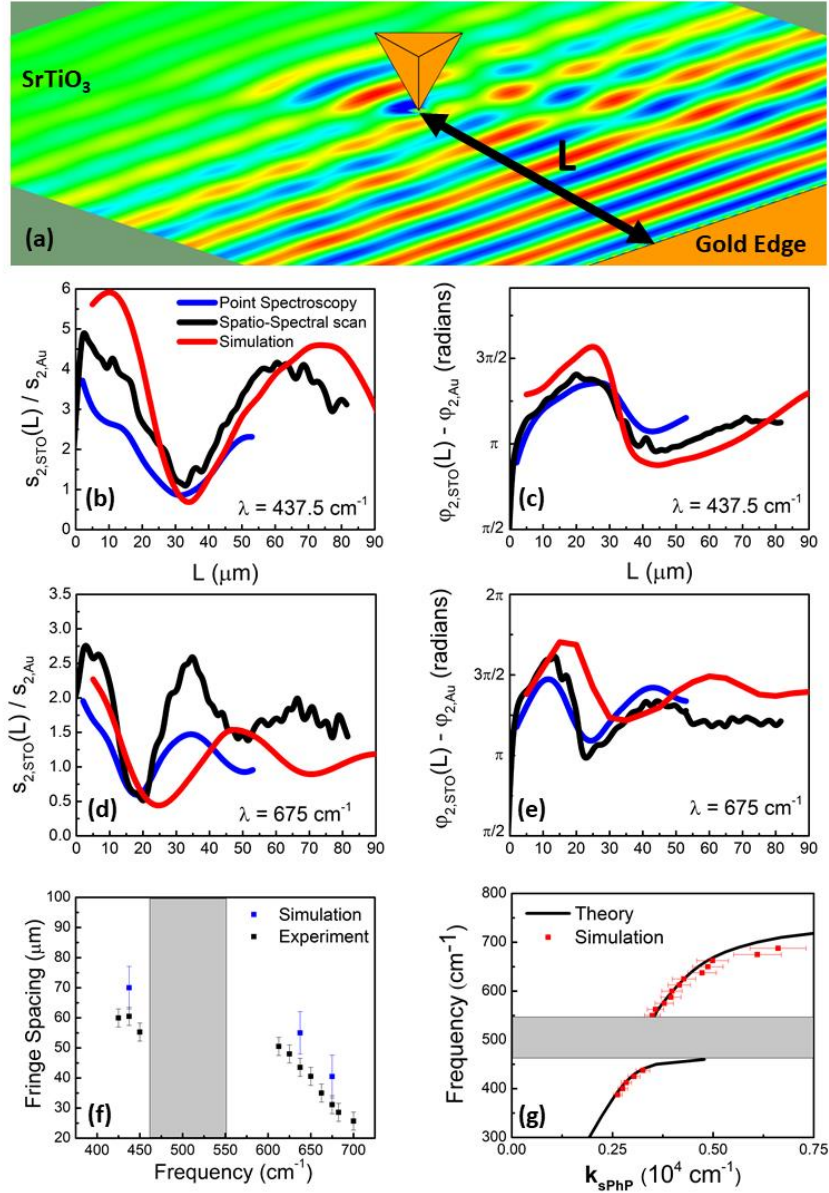 SrTiO3
L
(a)
Gold Edge
Point Spectroscopy
Spatio-Spectral scan
Simulation
s2,STO(L) / s2,Au
6
5
4
3
2
1
0
(b)
λ = 437.5 cm-1
0 10 20 30 40 50 60 70 80 90
L (μm)
φ2,STO(L) - φ2,Au (radians)
3π/2
π
π/2
(c)
λ = 437.5 cm-1
0 10 20 30 40 50 60 70 80 90
L (μm)
s2,STO(L) / s2,Au
3.5
3.0
2.5
2.0
1.5
1.0
0.5
0.0
(d)
λ = 675 cm-1
0 10 20 30 40 50 60 70 80 90
φ2,STO(L) - φ2,Au (radians)
2π
3π/2
π
π/2
(e)
λ = 675 cm-1
0 10 20 30 40 50 60 70 80 90
Fringe Spacing (μm)
100
90
80
70
60
50
40
30
20
Simulation
Experiment
(f)
400 450 500 550 600 650 700
Frequency (cm-1)
Frequency (cm-1)
800
700
600
500
400
300
Theory
Simulation
(g)
0.00 0.25 0.50 0.75
ksPhP (10^4 cm-1)